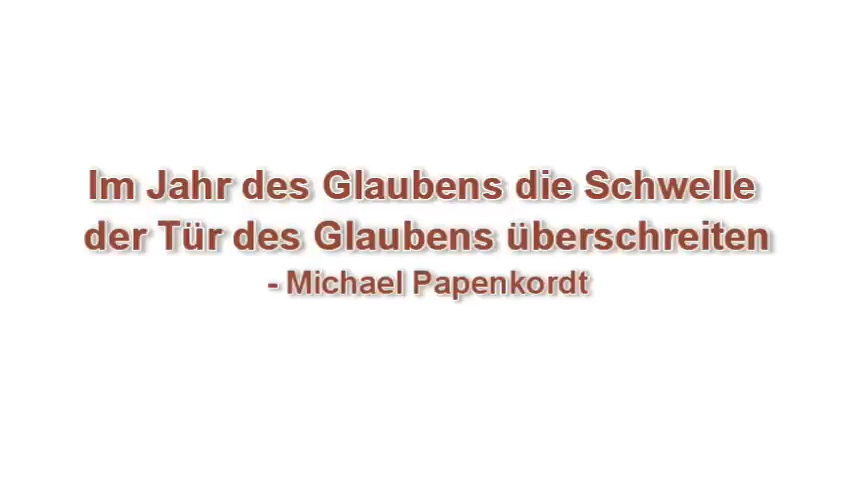 Im Jahr des Glaubens die Schwelle
der Tür des Glaubens überschreiten
- Michael Papenkordt